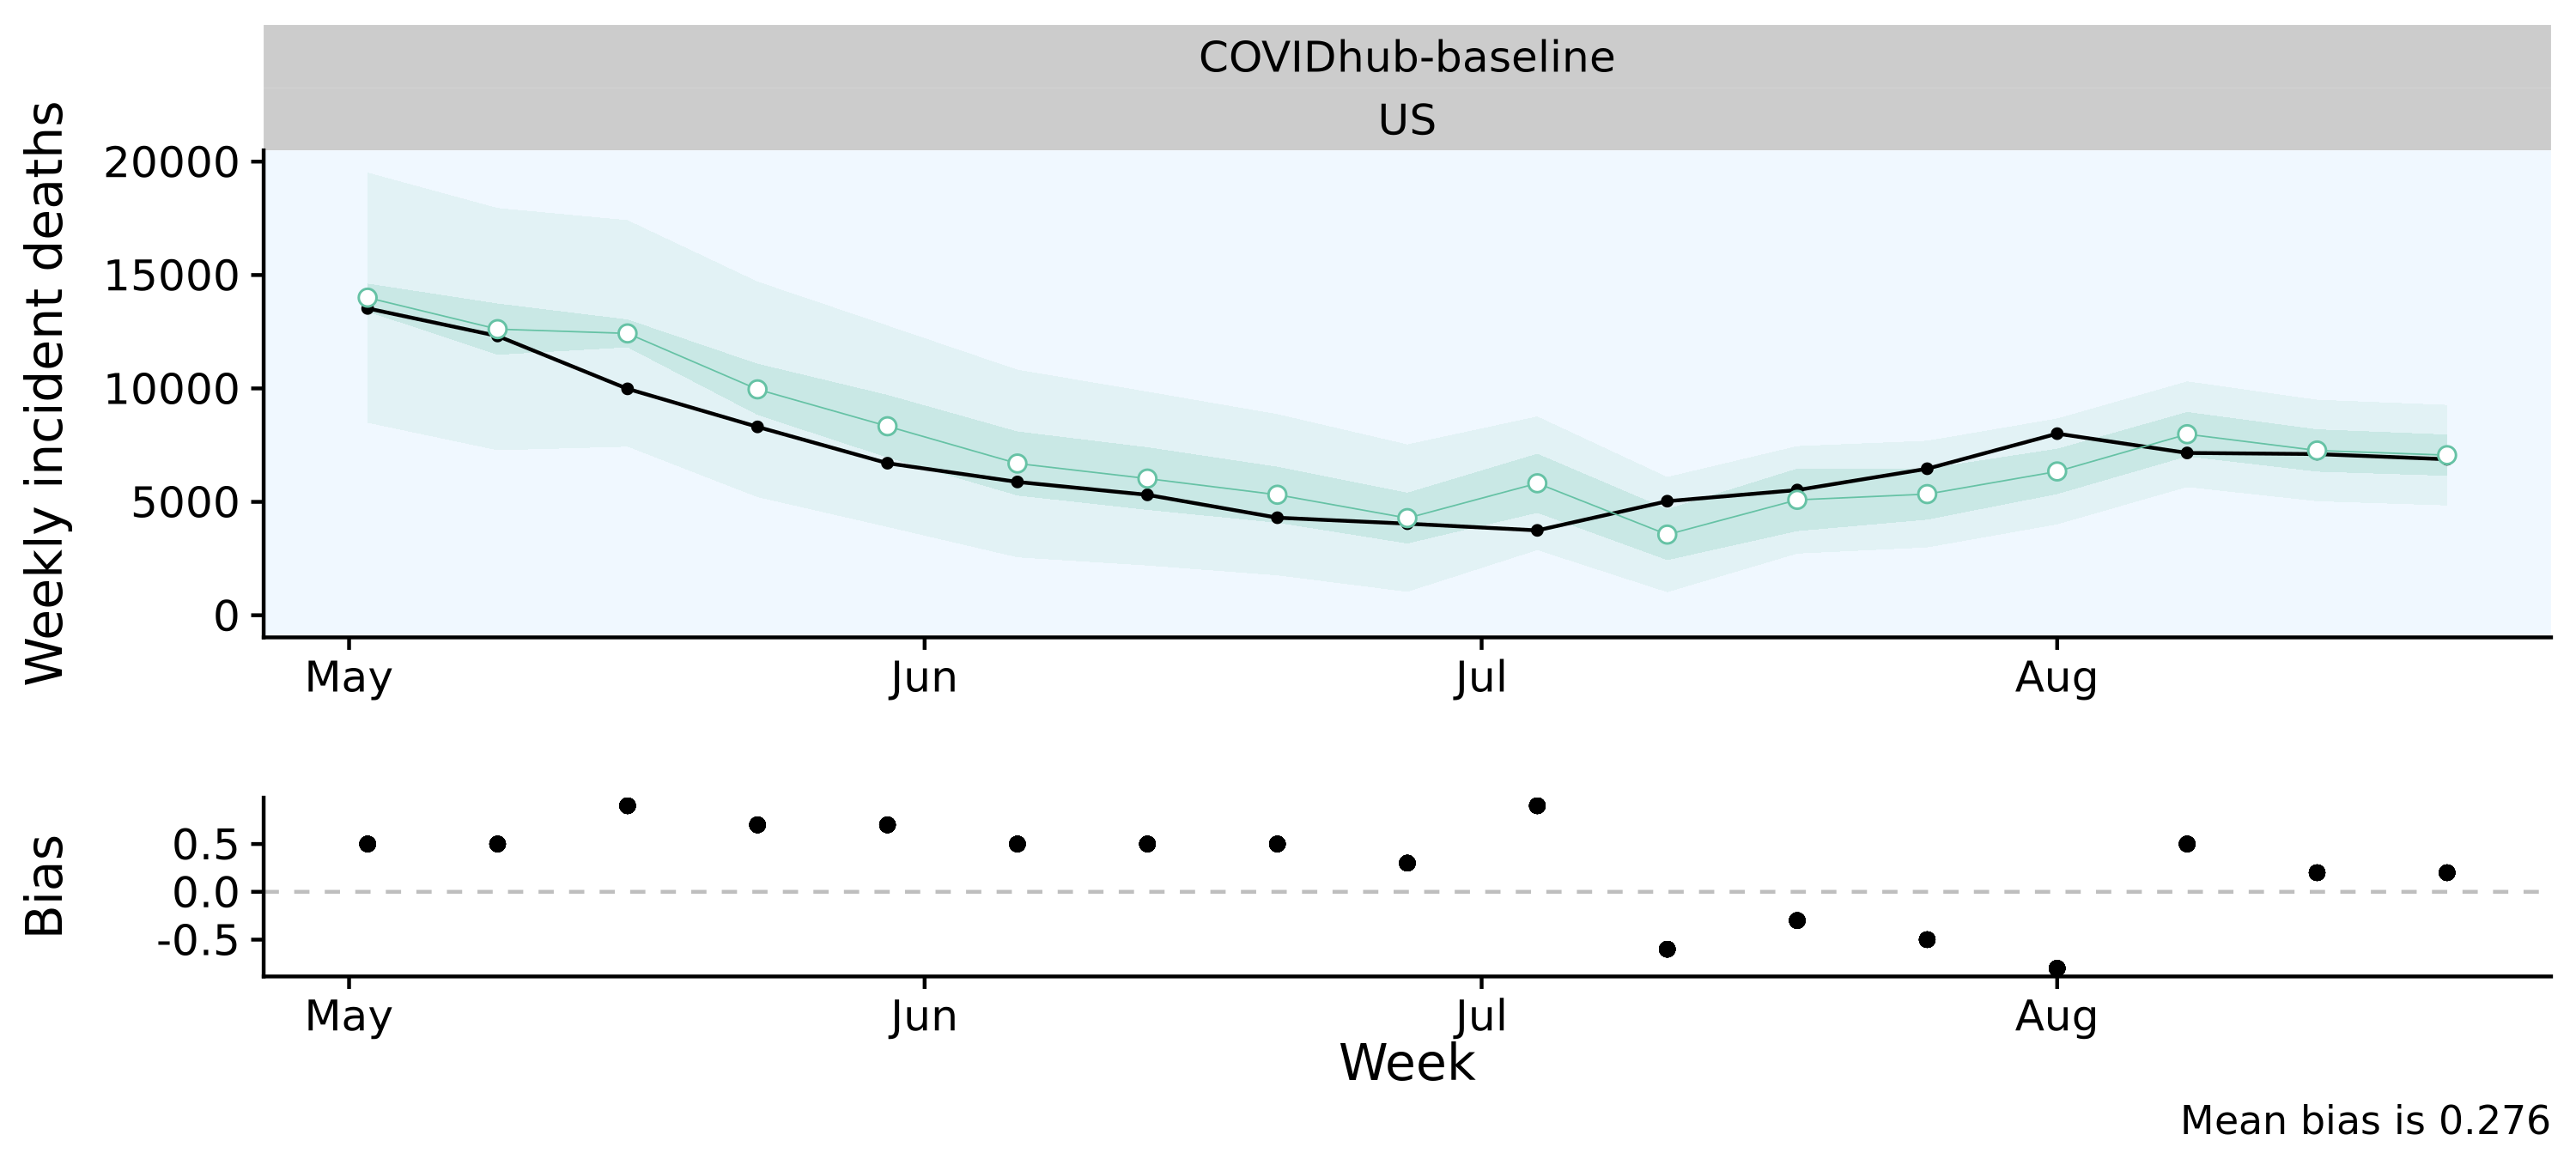 COVIDhub-baseline
US
Weekly incident deaths
20000
15000
10000
5000
0
May Jun Jul Aug
Bias
0.5
0.0
-0.5
May Jun Jul Aug
Week
Mean bias is 0.276